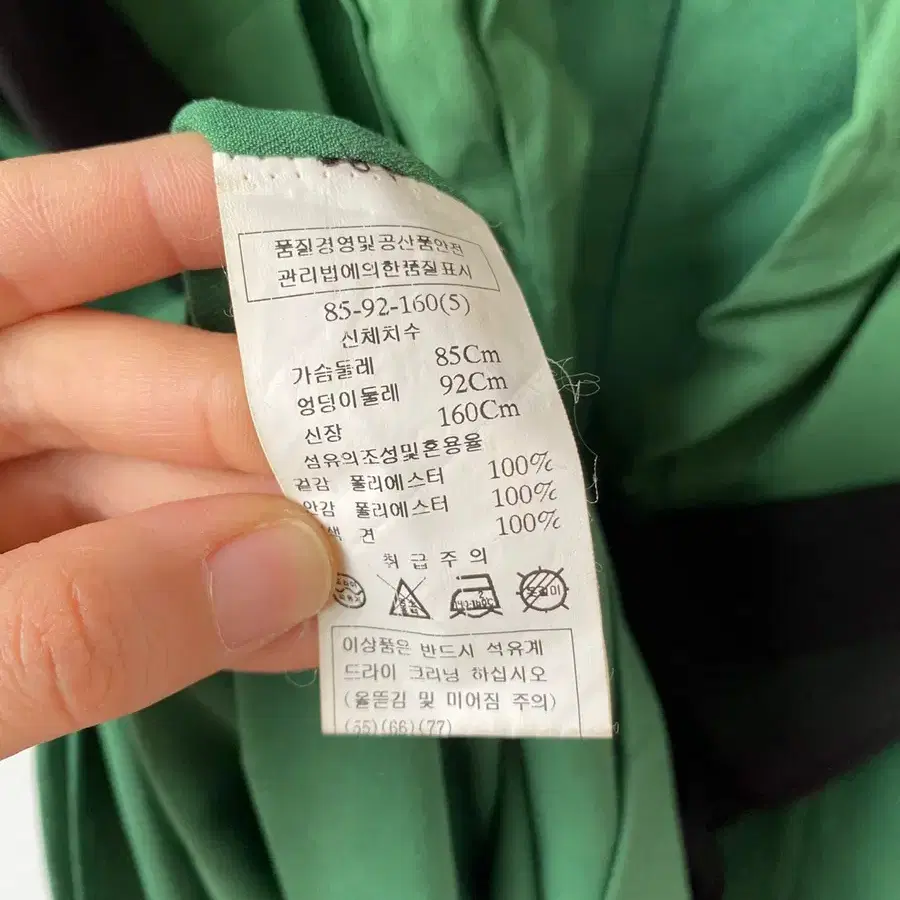 품질경영및공산품안전
관리법에의한품질표시
85-92-160(5)
신체치수
가슴둘레 85Cm
엉덩이둘레 92Cm
신장 160Cm
섬유의조성및혼용율
겉감 폴리에스터 100%
안감 폴리에스터 100%
색 견 100%
취급주의
이상품은 반드시 석유계
드라이 크리닝 하십시오
(올뜯김 및 미어짐 주의)
(55)(66)(77)